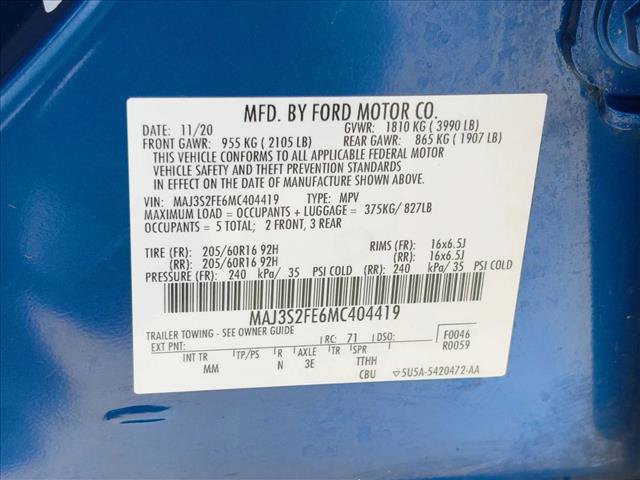 MFD. BY FORD MOTOR CO.
DATE: 11/20 GVWR: 1810 KG ( 3990 LB)
FRONT GAWR: 955 KG ( 2105 LB) REAR GAWR: 865 KG ( 1907 LB)
THIS VEHICLE CONFORMS TO ALL APPLICABLE FEDERAL MOTOR
VEHICLE SAFETY AND BUMPER STANDARDS
IN EFFECT ON THE DATE OF MANUFACTURE SHOWN ABOVE.
VIN: MAJ3S2FE6MC404419 TYPE: MPV
MAXIMUM LOAD = OCCUPANTS + LUGGAGE = 375KG/ 827LB
OCCUPANTS = 5 TOTAL; 2 FRONT, 3 REAR
TIRE (FR): 205/60R16 92H RIMS (FR): 16x6.5J
(RR): 205/60R16 92H (RR): 16x6.5J
PRESSURE (FR): 240 kPa/ 35 PSI COLD (RR): 240 kPa/ 35 PSI COLD
MAJ3S2FE6MC404419
TRAILER TOWING - SEE OWNER GUIDE
EXT PNT: RC: 71 DSO: F0046
R0059
INT TR TP/PS R AXLE TR SPR
MM N 3E TTHH
CBU ▽5U5A-5420472-AA